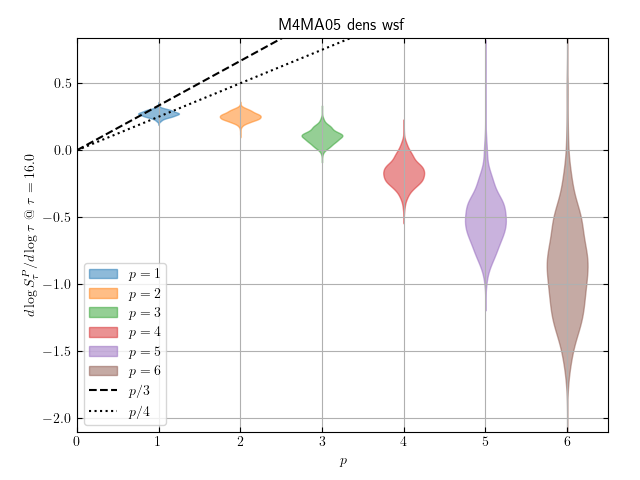 M4MA05 dens wsf
d log S_τ^P / d log τ @ τ = 16.0
0.5
0.0
−0.5
−1.0
−1.5
−2.0
p = 1
p = 2
p = 3
p = 4
p = 5
p = 6
p/3
p/4
0 1 2 3 4 5 6
p